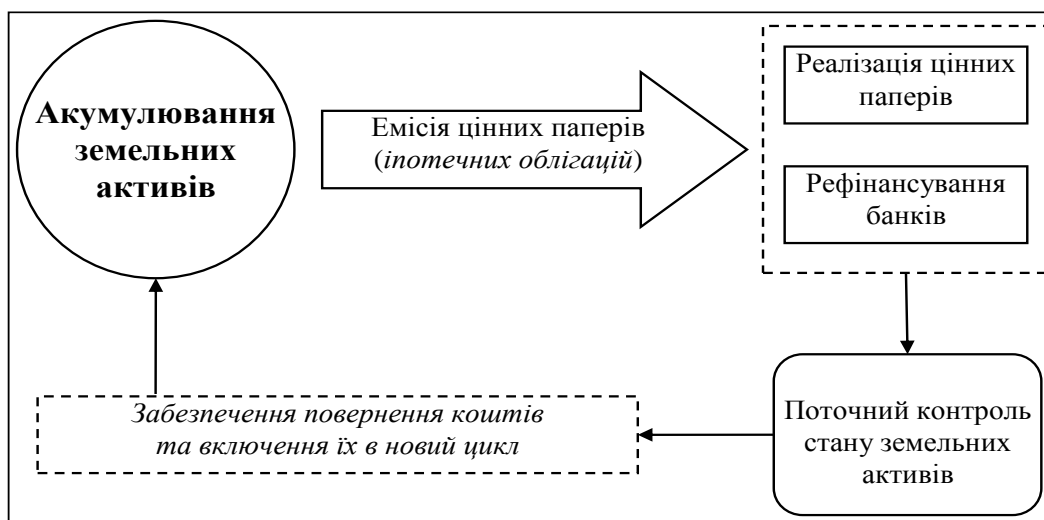 Акумулювання
земельних
активів
Емісія цінних паперів
(іпотечних облігацій)
Реалізація цінних
паперів
Рефінансування
банків
Поточний контроль
стану земельних
активів
Забезпечення повернення коштів
та включення їх в новий цикл